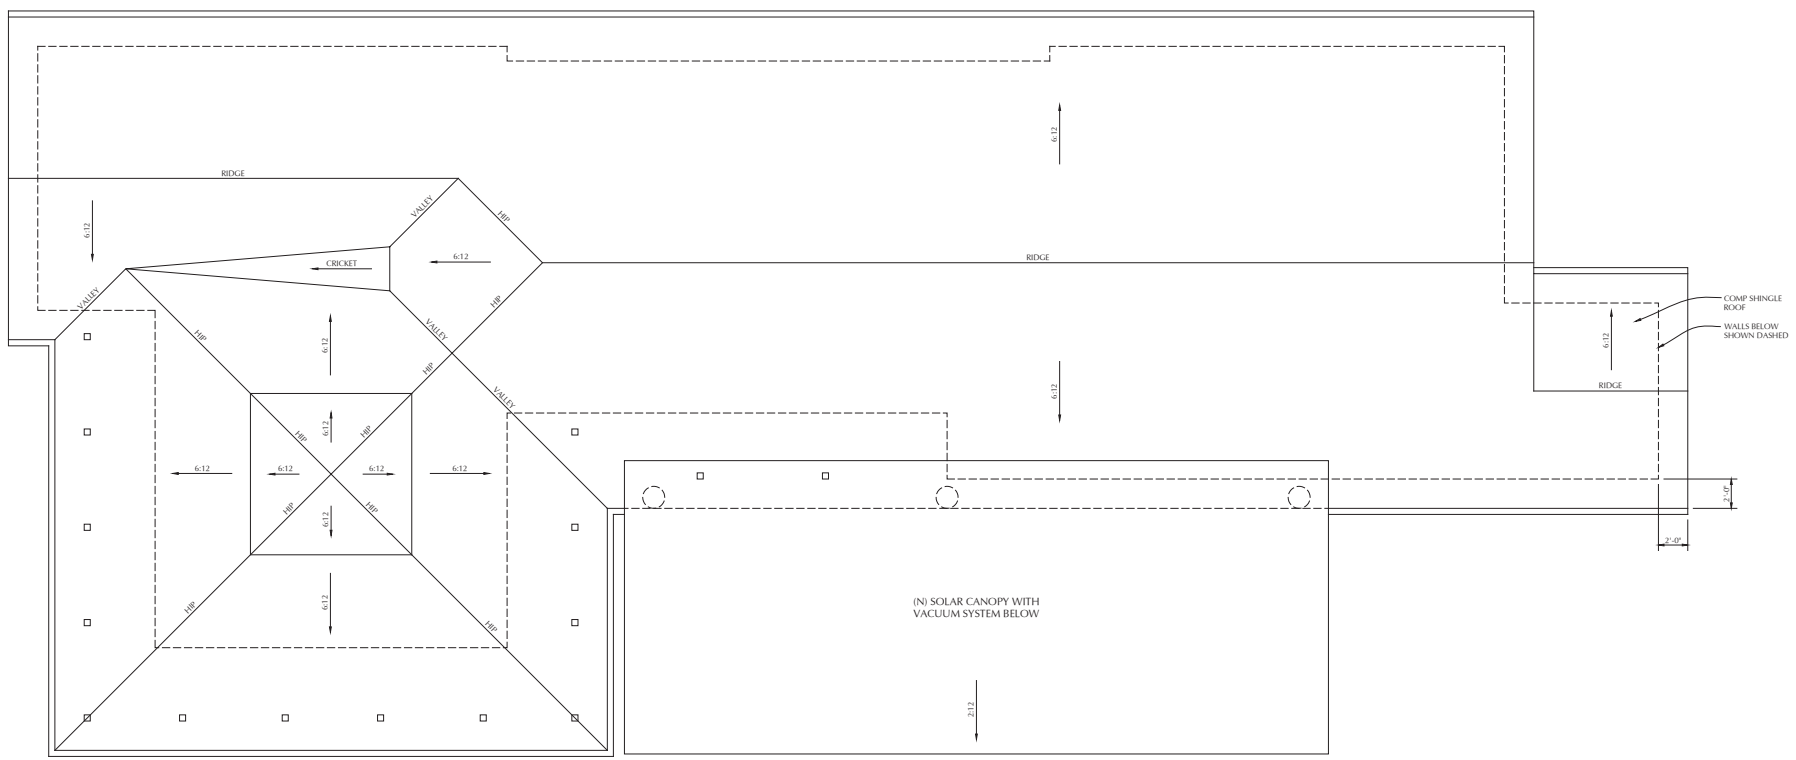 6:12
RIDGE
VALLEY
HIP
6:12
CRICKET
6:12
RIDGE
VALLEY
HIP
COMP SHINGLE
ROOF
WALLS BELOW
SHOWN DASHED
HIP
6:12
VALLEY
6:12
HIP
6:12
RIDGE
VALLEY
6:12
HIP
6:12
HIP
6:12
6:12
6:12
6:12
HIP
6:12
HIP
2'-0"
2'-0"
6:12
HIP
HIP
(N) SOLAR CANOPY WITH
VACUUM SYSTEM BELOW
2:12